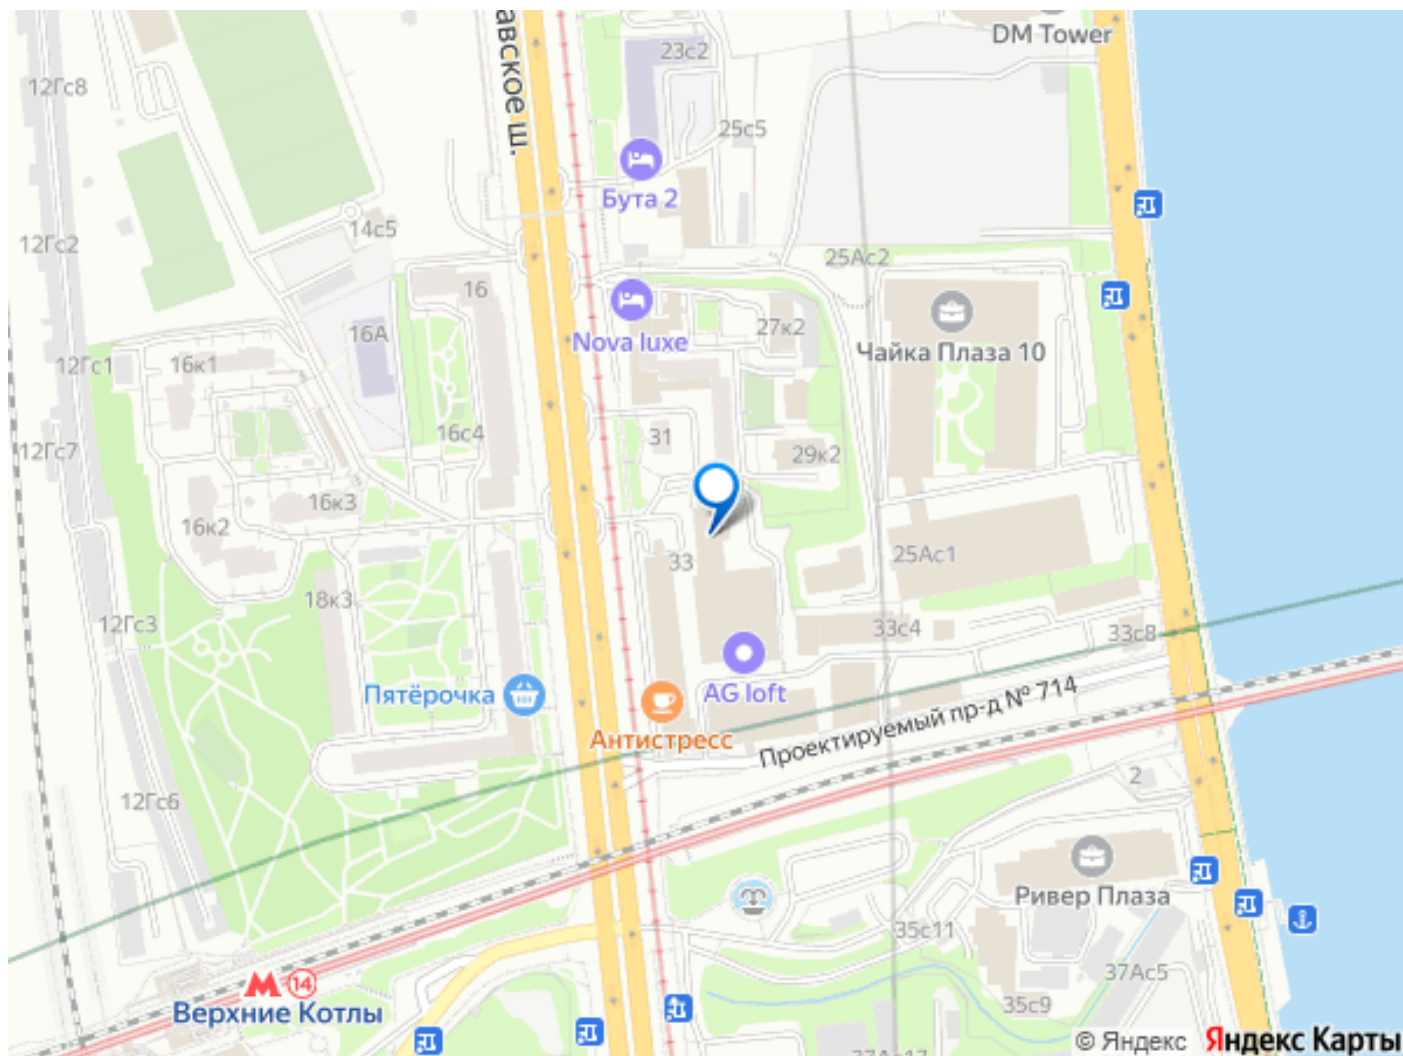 DM Tower
авское ш.
23с2
12Гс8
25с5
Бута 2
14с5
12Гс2
25Ас2
16
Nova luxe
27к2
16А
Чайка Плаза 10
12Гс1
16к1
16с4
31
12Гс7
29к2
16к3
16к2
33
25Ас1
18к3
12Гс3
33с4
33с8
Пятёрочка
AG loft
Проектируемый пр-д № 714
Антистресс
2
12Гс6
Ривер Плаза
35с11
37Ас5
М 14
35с9
Верхние Котлы
37Ас17
© Яндекс Яндекс Карты